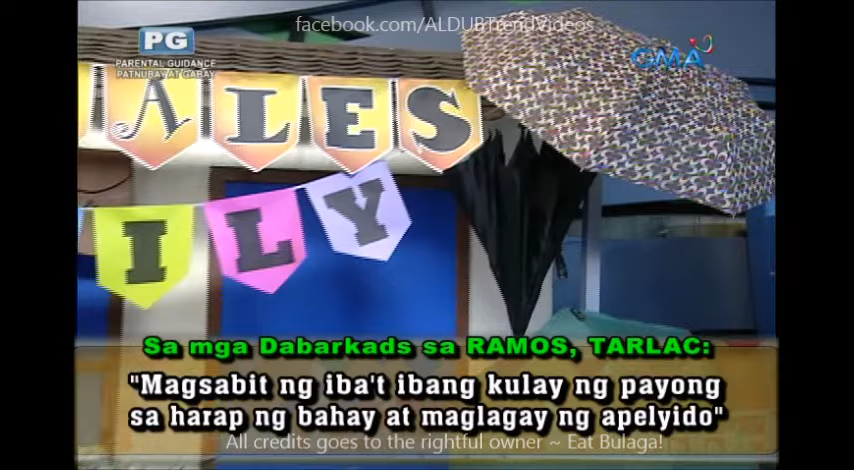 facebook.com/ALDUBTrendVideos
PG
PARENTAL GUIDANCE
PATNUBAY AT GABAY
GMA
ALES
ILY
Sa mga Dabarkads sa RAMOS, TARLAC:
"Magsabit ng iba't ibang kulay ng payong
sa harap ng bahay at maglagay ng apelyido"
All credits goes to the rightful owner ~ Eat Bulaga!